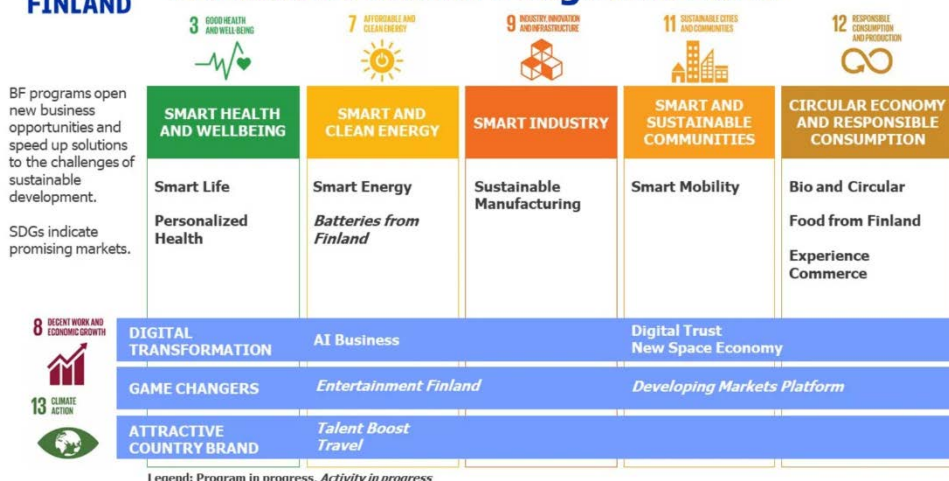 FINLAND
3 GOOD HEALTH
AND WELL-BEING
7 AFFORDABLE AND
CLEAN ENERGY
9 INDUSTRY, INNOVATION
AND INFRASTRUCTURE
11 SUSTAINABLE CITIES
AND COMMUNITIES
12 RESPONSIBLE
CONSUMPTION
AND PRODUCTION
BF programs open
new business
opportunities and
speed up solutions
to the challenges of
sustainable
development.
SDGs indicate
promising markets.
SMART HEALTH
AND WELLBEING
Smart Life
Personalized
Health
SMART AND
CLEAN ENERGY
Smart Energy
Batteries from
Finland
SMART INDUSTRY
Sustainable
Manufacturing
SMART AND
SUSTAINABLE
COMMUNITIES
Smart Mobility
CIRCULAR ECONOMY
AND RESPONSIBLE
CONSUMPTION
Bio and Circular
Food from Finland
Experience
Commerce
8 DECENT WORK AND
ECONOMIC GROWTH
13 CLIMATE
ACTION
DIGITAL
TRANSFORMATION
AI Business
Digital Trust
New Space Economy
GAME CHANGERS
Entertainment Finland
Developing Markets Platform
ATTRACTIVE
COUNTRY BRAND
Talent Boost
Travel
Legend: Program in progress, Activity in progress